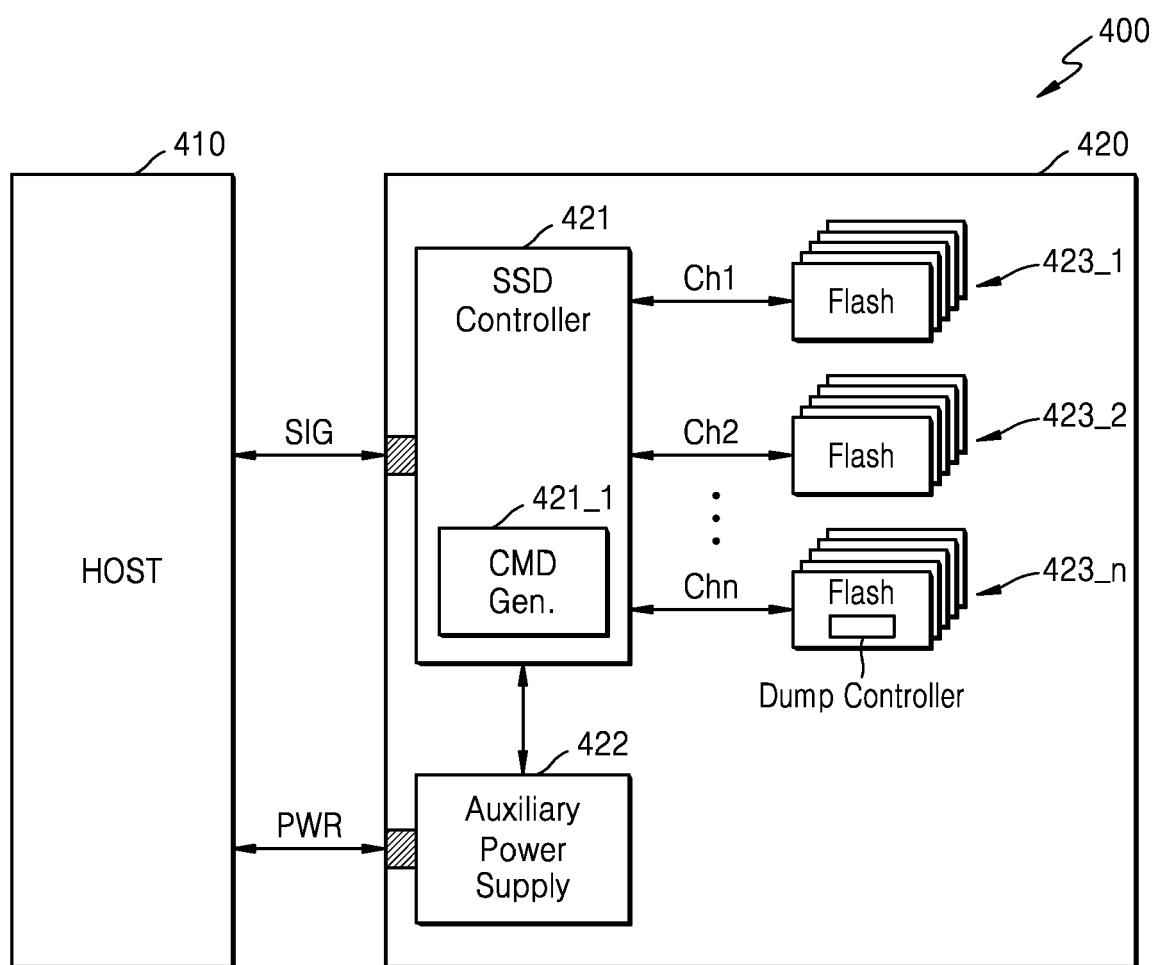 400
410
420
421
SSD
Controller
Ch1
Flash
423_1
SIG
Ch2
Flash
423_2
421_1
CMD
Gen.
HOST
Chn
Flash
423_n
Dump Controller
422
PWR
Auxiliary
Power
Supply